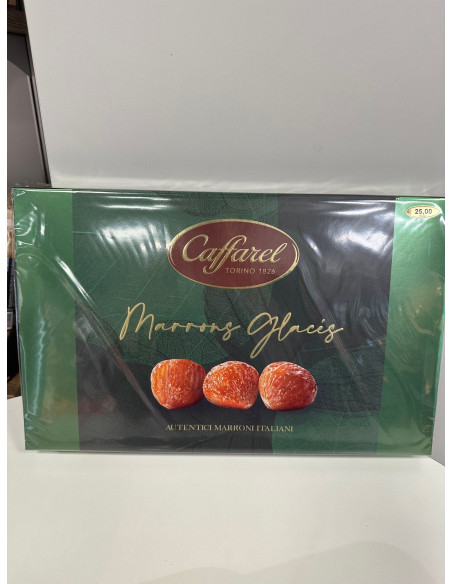 25,00
Caffarel
TORINO 1826
Marrons Glacés
AUTENTICI MARRONI ITALIANI